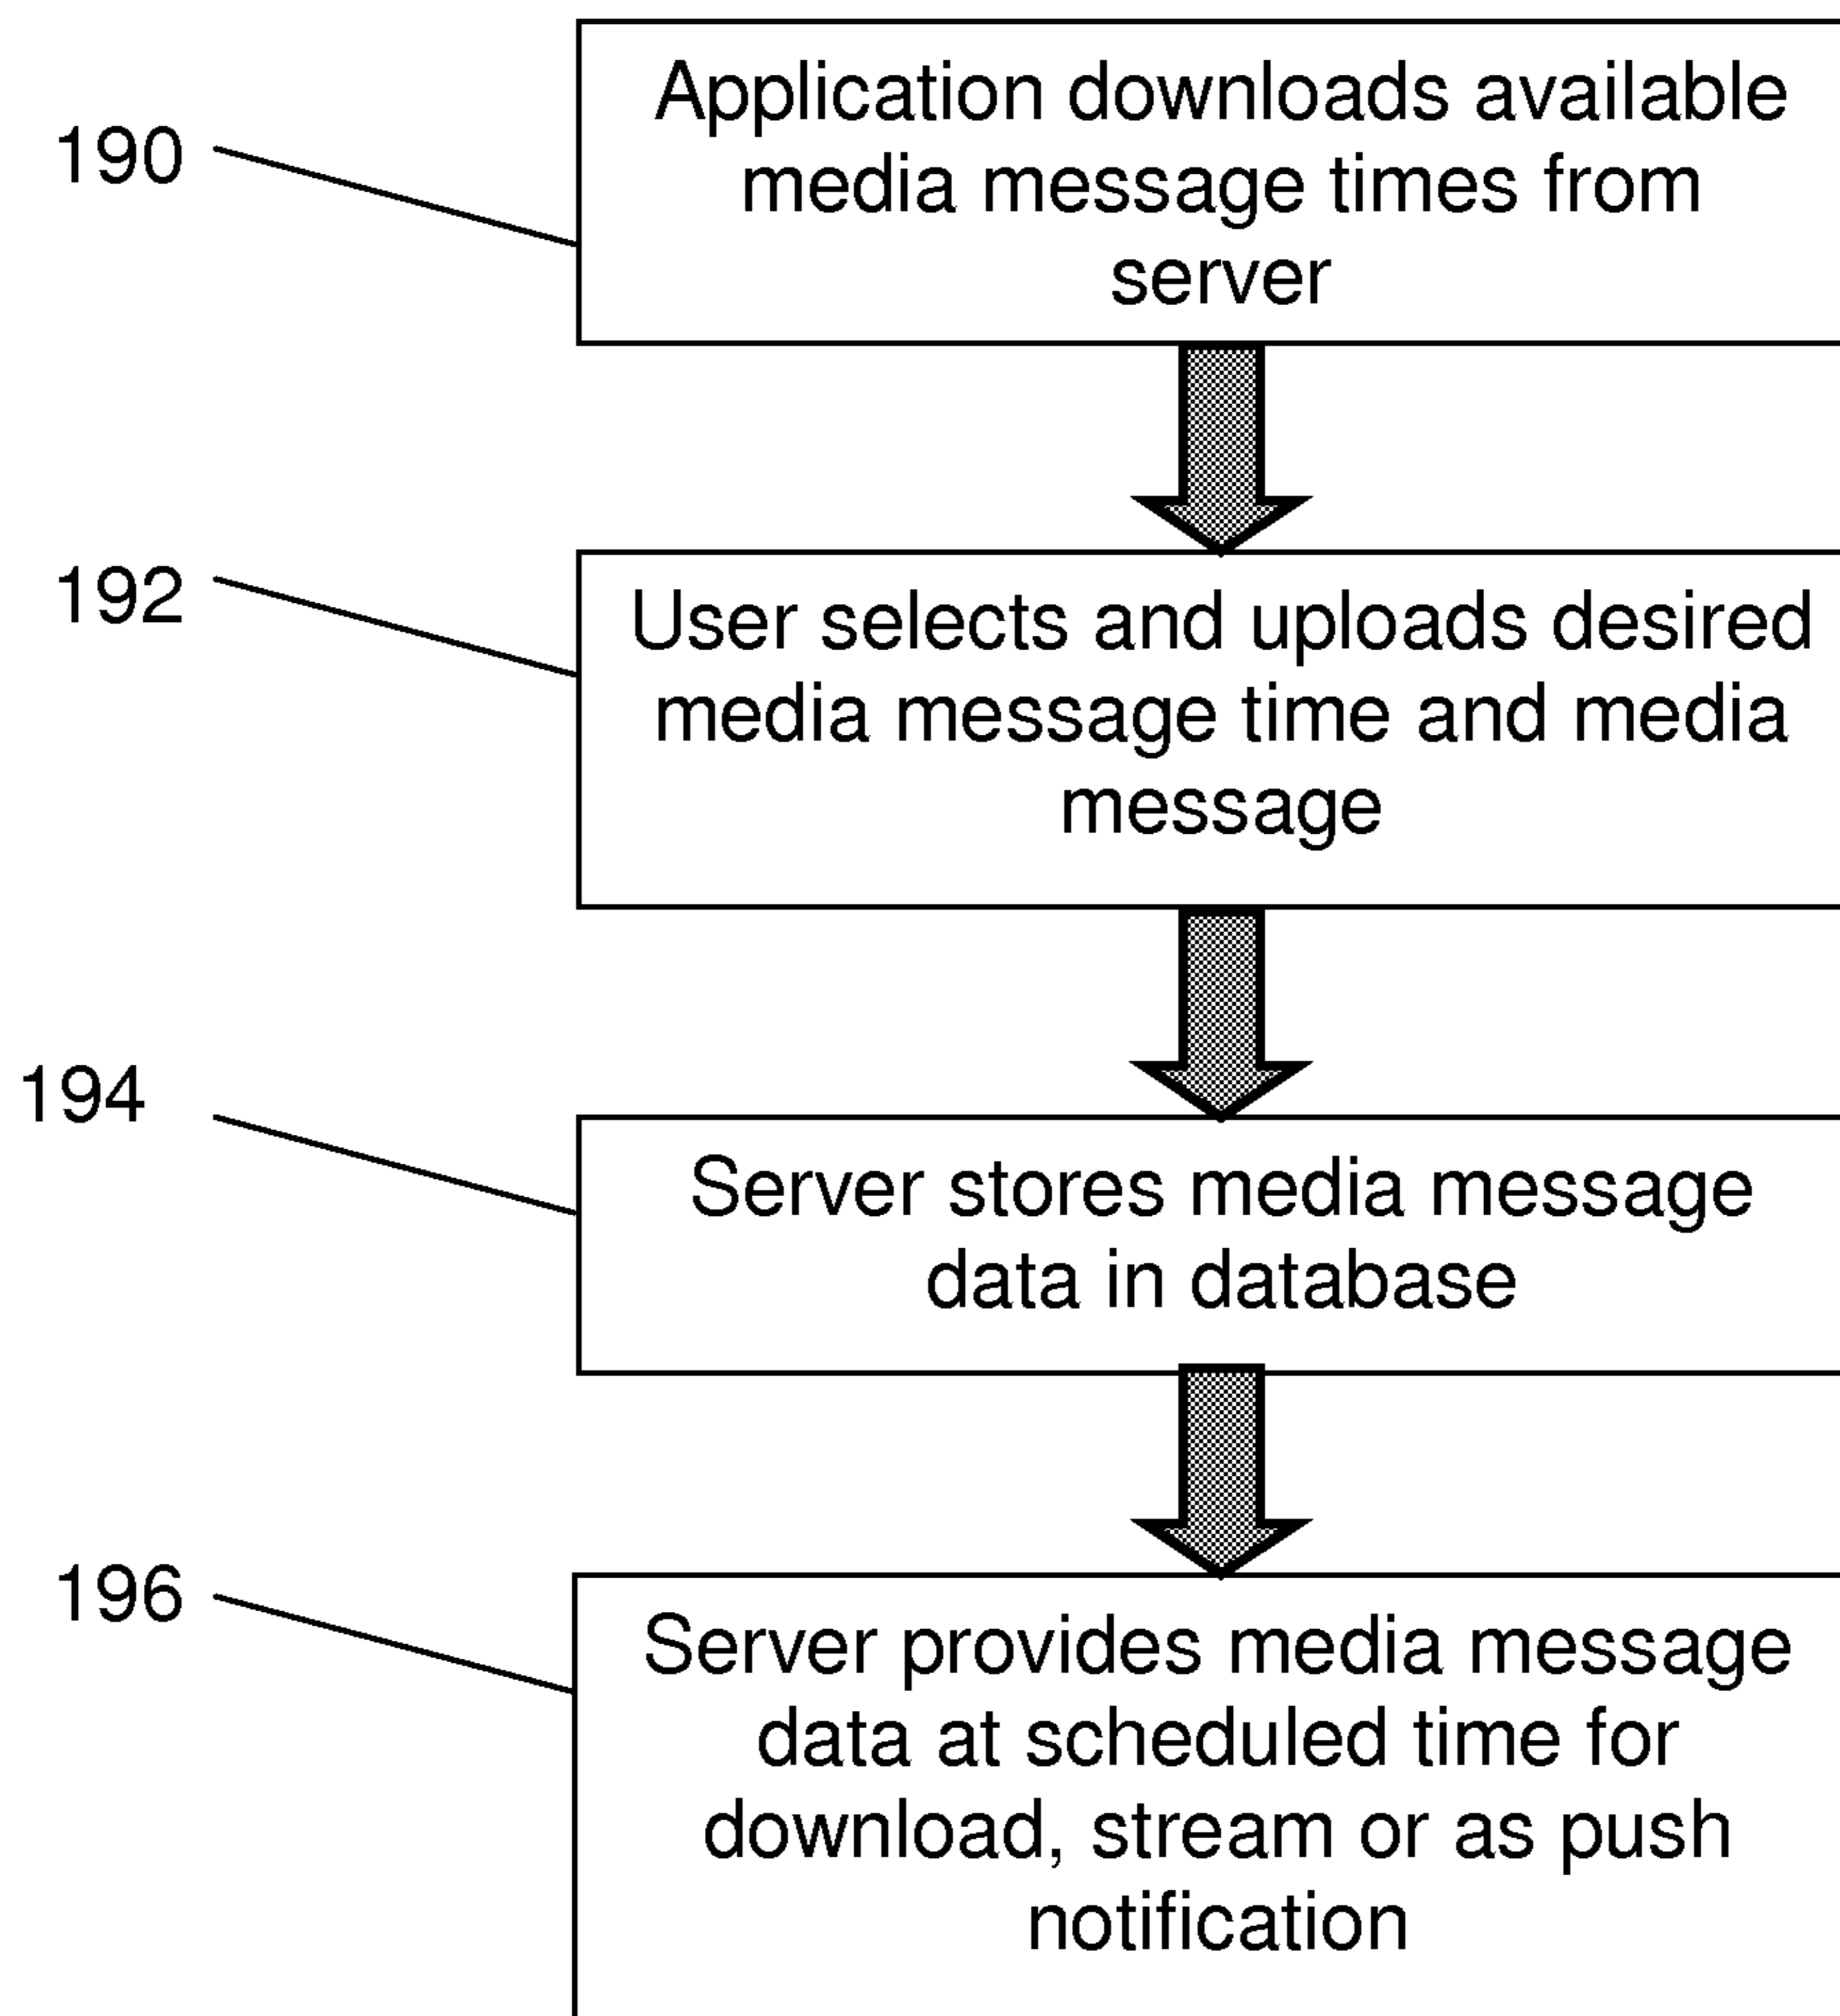 190
Application downloads available
media message times from
server
192
User selects and uploads desired
media message time and media
message
194
Server stores media message
data in database
196
Server provides media message
data at scheduled time for
download, stream or as push
notification